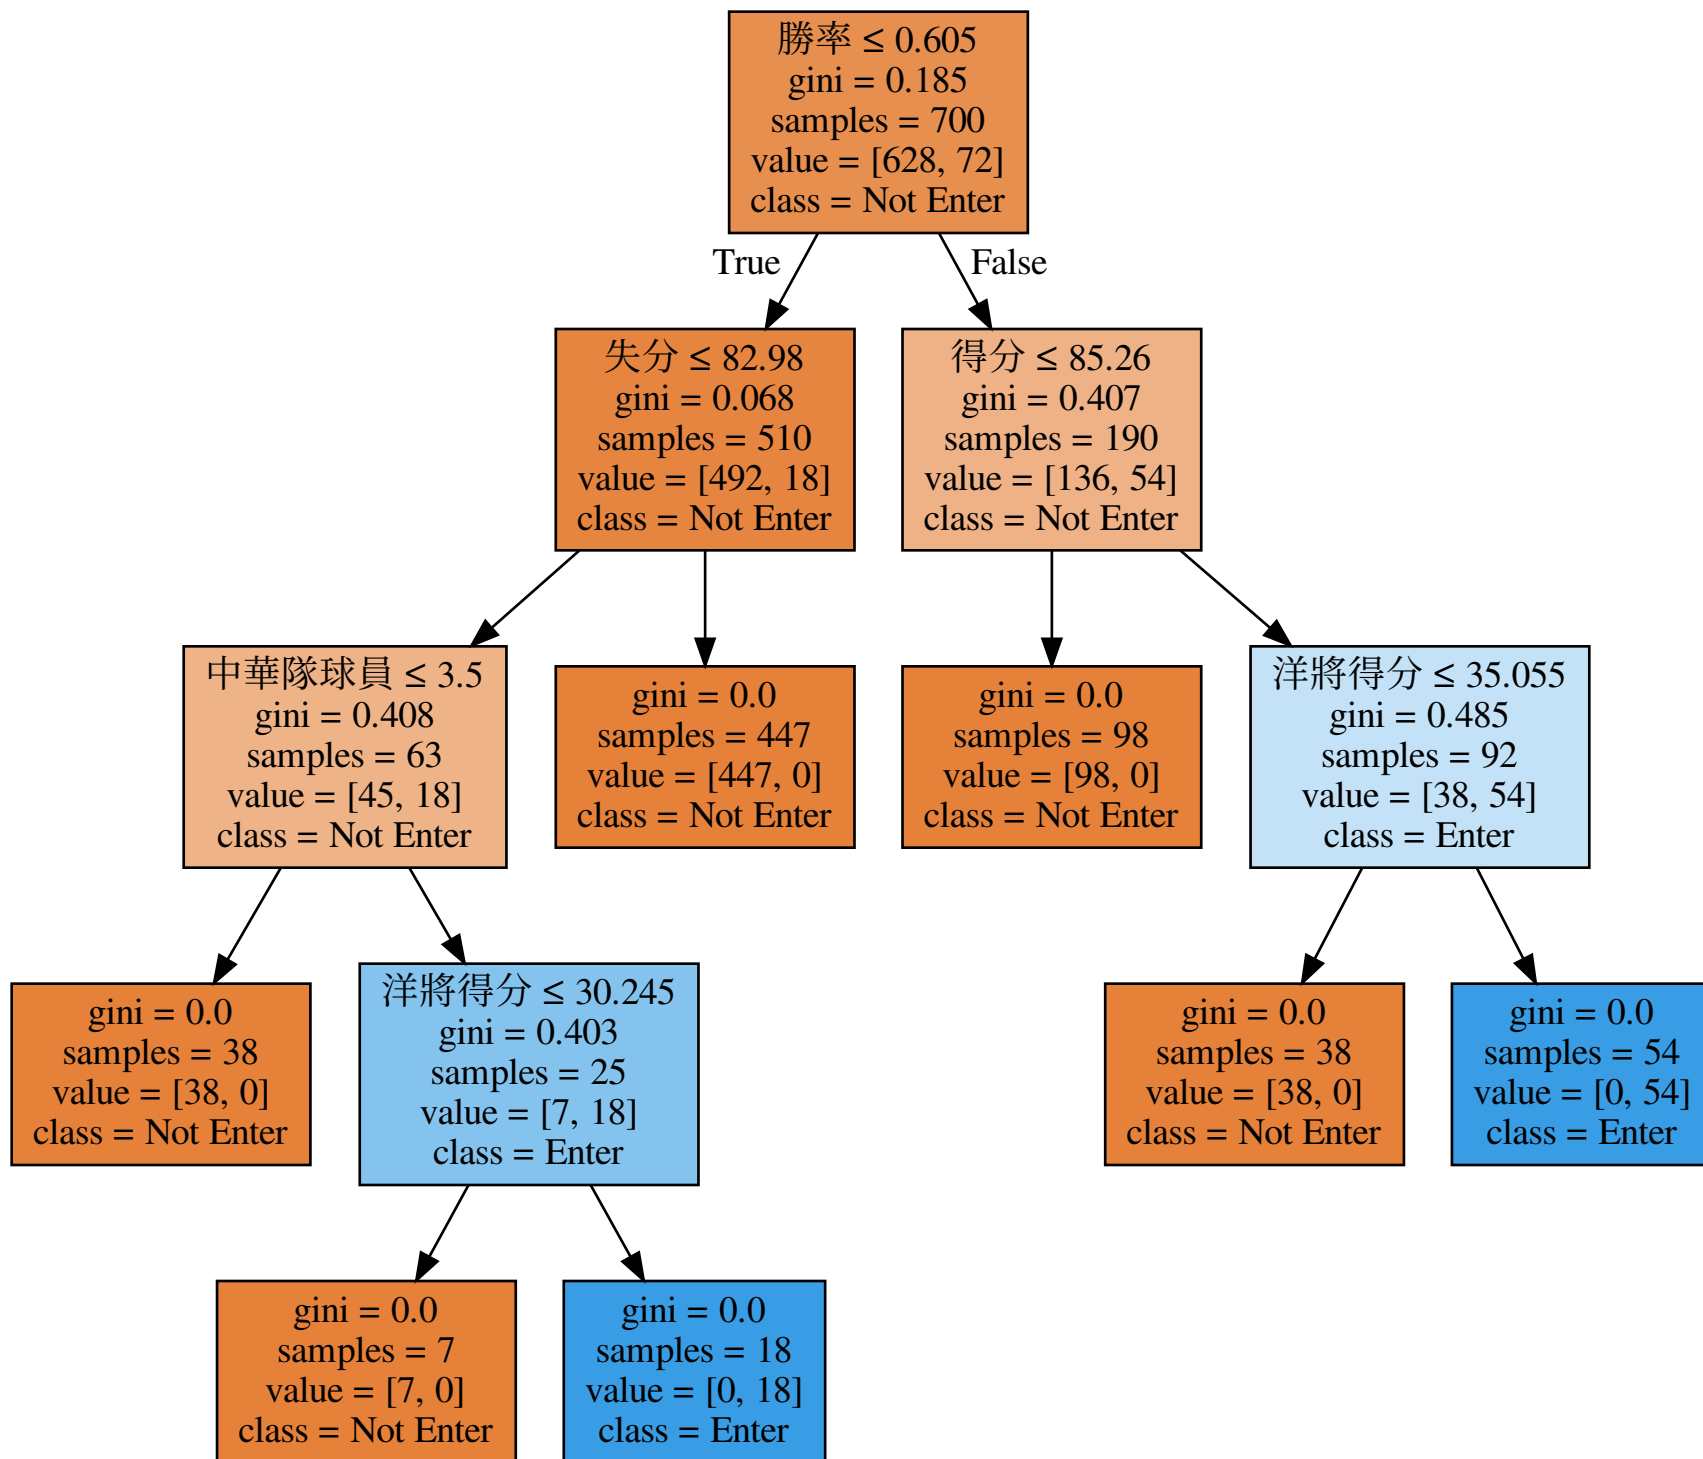 勝率 ≤ 0.605
gini = 0.185
samples = 700
value = [628, 72]
class = Not Enter
True
False
失分 ≤ 82.98
gini = 0.068
samples = 510
value = [492, 18]
class = Not Enter
得分 ≤ 85.26
gini = 0.407
samples = 190
value = [136, 54]
class = Not Enter
中華隊球員 ≤ 3.5
gini = 0.408
samples = 63
value = [45, 18]
class = Not Enter
gini = 0.0
samples = 447
value = [447, 0]
class = Not Enter
gini = 0.0
samples = 98
value = [98, 0]
class = Not Enter
洋將得分 ≤ 35.055
gini = 0.485
samples = 92
value = [38, 54]
class = Enter
gini = 0.0
samples = 38
value = [38, 0]
class = Not Enter
洋將得分 ≤ 30.245
gini = 0.403
samples = 25
value = [7, 18]
class = Enter
gini = 0.0
samples = 38
value = [38, 0]
class = Not Enter
gini = 0.0
samples = 54
value = [0, 54]
class = Enter
gini = 0.0
samples = 7
value = [7, 0]
class = Not Enter
gini = 0.0
samples = 18
value = [0, 18]
class = Enter